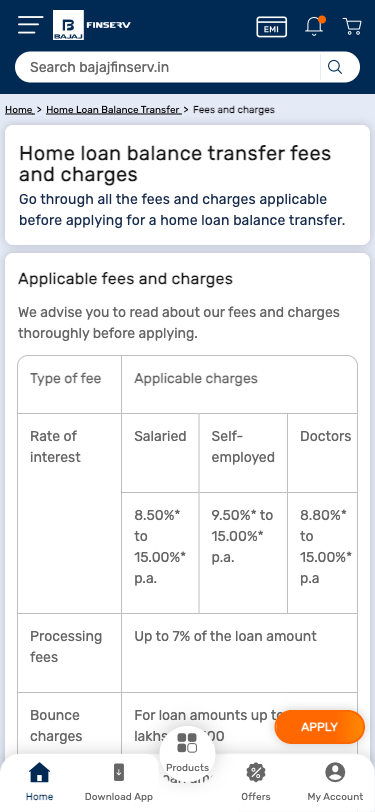 B
BAJAJ
FINSERV
EMI
Search bajajfinserv.in
Home > Home Loan Balance Transfer > Fees and charges
Home loan balance transfer fees
and charges
Go through all the fees and charges applicable
before applying for a home loan balance transfer.
Applicable fees and charges
We advise you to read about our fees and charges
thoroughly before applying.
Type of fee
Applicable charges
Rate of
interest
Salaried
Self-
employed
Doctors
8.50%*
to
15.00%*
p.a.
9.50%* to
15.00%*
p.a.
8.80%*
to
15.00%*
p.a
Processing
fees
Up to 7% of the loan amount
Bounce
charges
For loan amounts up to
lakhs
APPLY
Home
Download App
Products
Offers
My Account